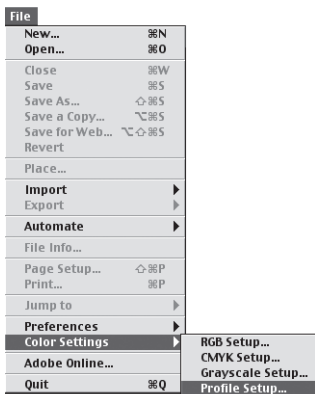 File
New... ⌘N
Open... ⌘O
Close ⌘W
Save ⌘S
Save As... ⇧⌘S
Save a Copy... ⌥⌘S
Save for Web... ⌥⇧⌘S
Revert
Place...
Import
Export
Automate
File Info...
Page Setup... ⇧⌘P
Print... ⌘P
Jump to
Preferences
Color Settings
RGB Setup...
CMYK Setup...
Grayscale Setup...
Profile Setup...
Adobe Online...
Quit ⌘Q